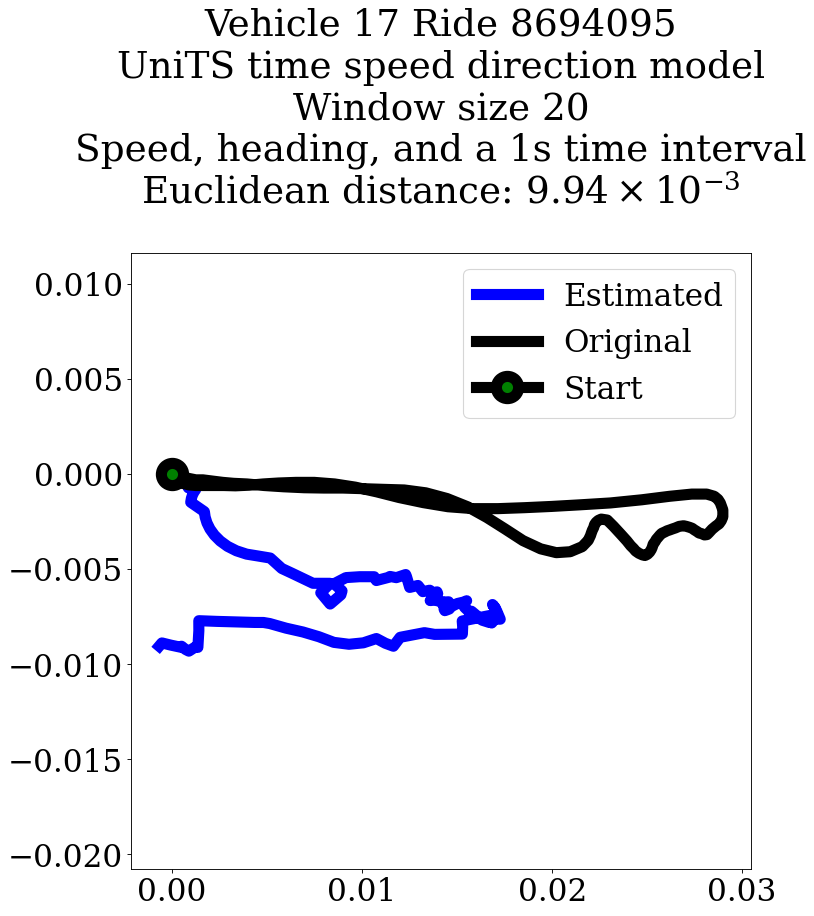 Vehicle 17 Ride 8694095
UniTS time speed direction model
Window size 20
Speed, heading, and a 1s time interval
Euclidean distance: 9.94 × 10⁻³
Estimated
Original
Start
0.010
0.005
0.000
−0.005
−0.010
−0.015
−0.020
0.00 0.01 0.02 0.03